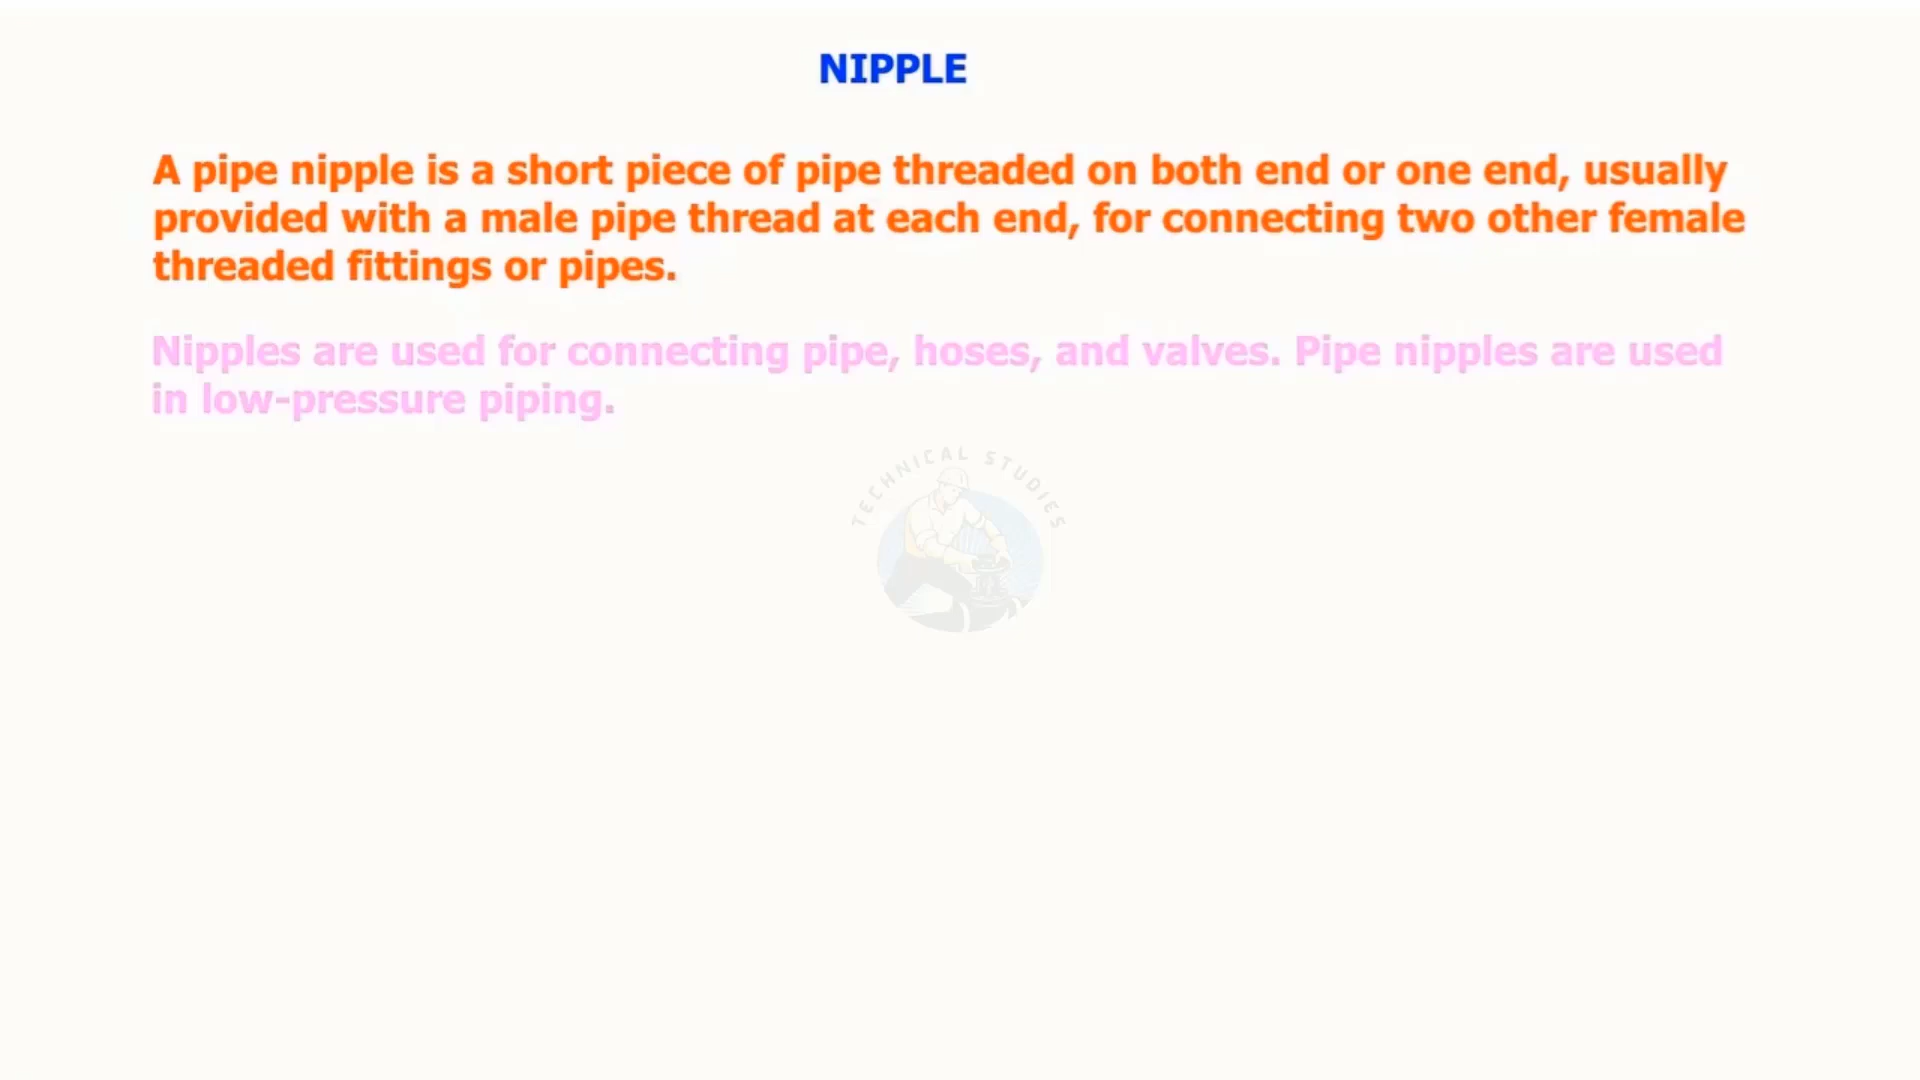 NIPPLE
A pipe nipple is a short piece of pipe threaded on both end or one end, usually
provided with a male pipe thread at each end, for connecting two other female
threaded fittings or pipes.
Nipples are used for connecting pipe, hoses, and valves. Pipe nipples are used
in low-pressure piping.
TECHNICAL STUDIES